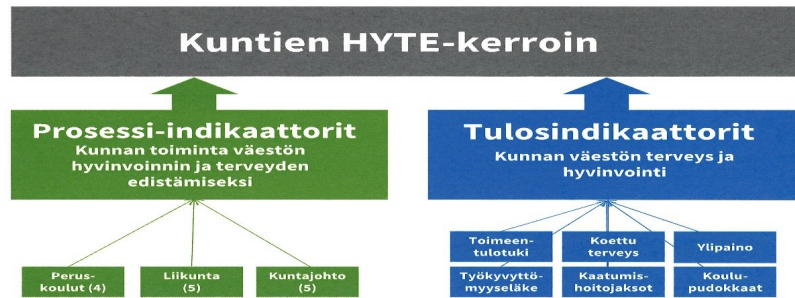 Kuntien HYTE-kerroin
Prosessi-indikaattorit
Kunnan toiminta väestön
hyvinvoinnin ja terveyden
edistämiseksi
Tulosindikaattorit
Kunnan väestön terveys ja
hyvinvointi
Perus-
koulut (4)
Liikunta
(5)
Kuntajohto
(5)
Toimeen-
tulotuki
Koettu
terveys
Ylipaino
Työkyvyttö-
myyseläke
Kaatumis-
hoitojaksot
Koulu-
pudokkaat